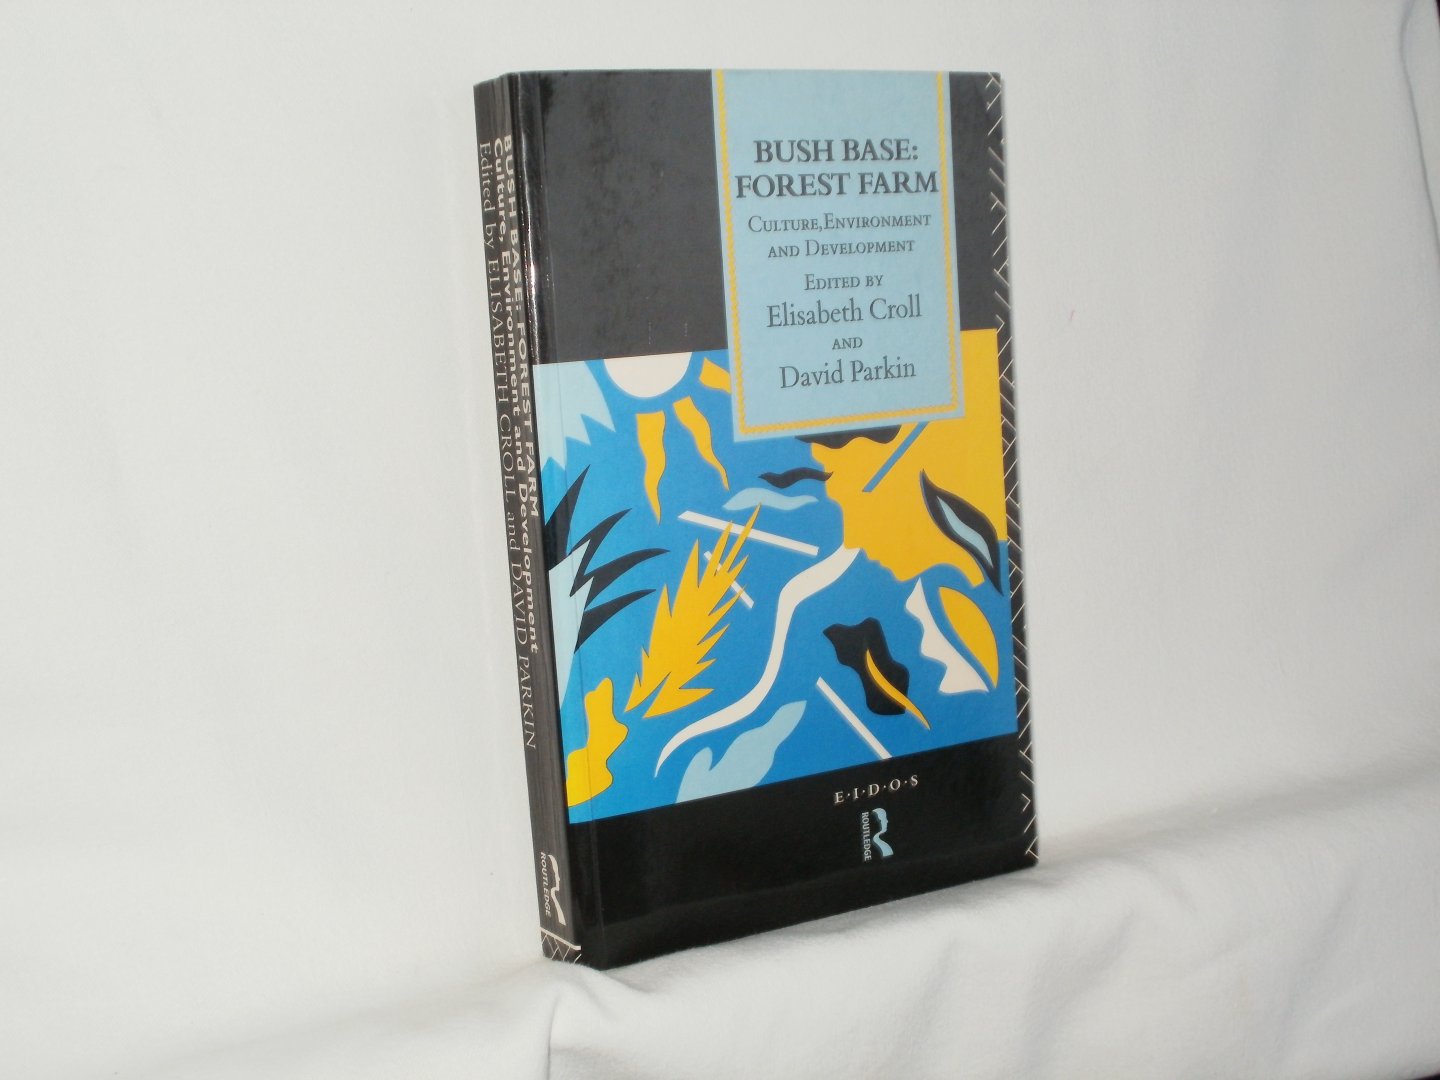 BUSH BASE:
FOREST FARM
CULTURE, ENVIRONMENT
AND DEVELOPMENT
EDITED BY
Elisabeth Croll
AND
David Parkin
E·I·D·O·S
ROUTLEDGE
BUSH BASE: FOREST FARM
Culture, Environment and Development
Edited by ELISABETH CROLL and DAVID PARKIN
ROUTLEDGE